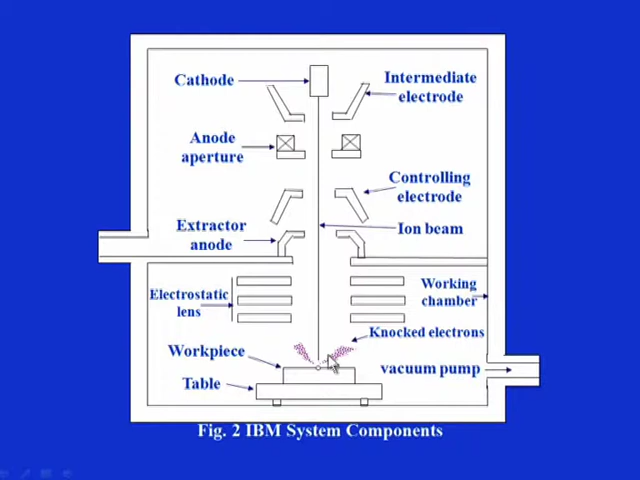 Cathode
Intermediate
electrode
Anode
aperture
Controlling
electrode
Extractor
anode
Ion beam
Electrostatic
lens
Working
chamber
Knocked electrons
Workpiece
vacuum pump
Table
Fig. 2 IBM System Components